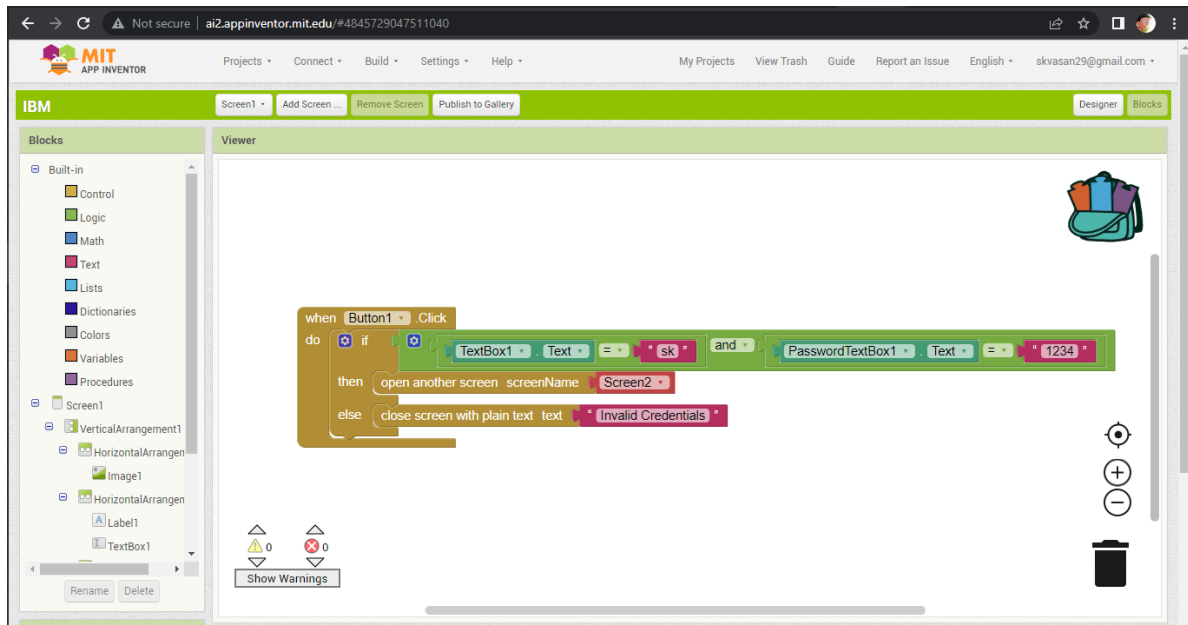 Not secure | ai2.appinventor.mit.edu/#4845729047511040
MIT
APP INVENTOR
Projects Connect Build Settings Help My Projects View Trash Guide Report an Issue English skvasan29@gmail.com
IBM Screen1 Add Screen ... Remove Screen Publish to Gallery Designer Blocks
Blocks Viewer
Built-in
Control
Logic
Math
Text
Lists
Dictionaries
Colors
Variables
Procedures
Screen1
VerticalArrangement1
HorizontalArrangen
Image1
HorizontalArrangen
Label1
TextBox1
Rename Delete
when Button1 .Click
do if TextBox1 . Text = " sk " and PasswordTextBox1 . Text = " 1234 "
then open another screen screenName Screen2
else close screen with plain text text " Invalid Credentials "
0 0
Show Warnings